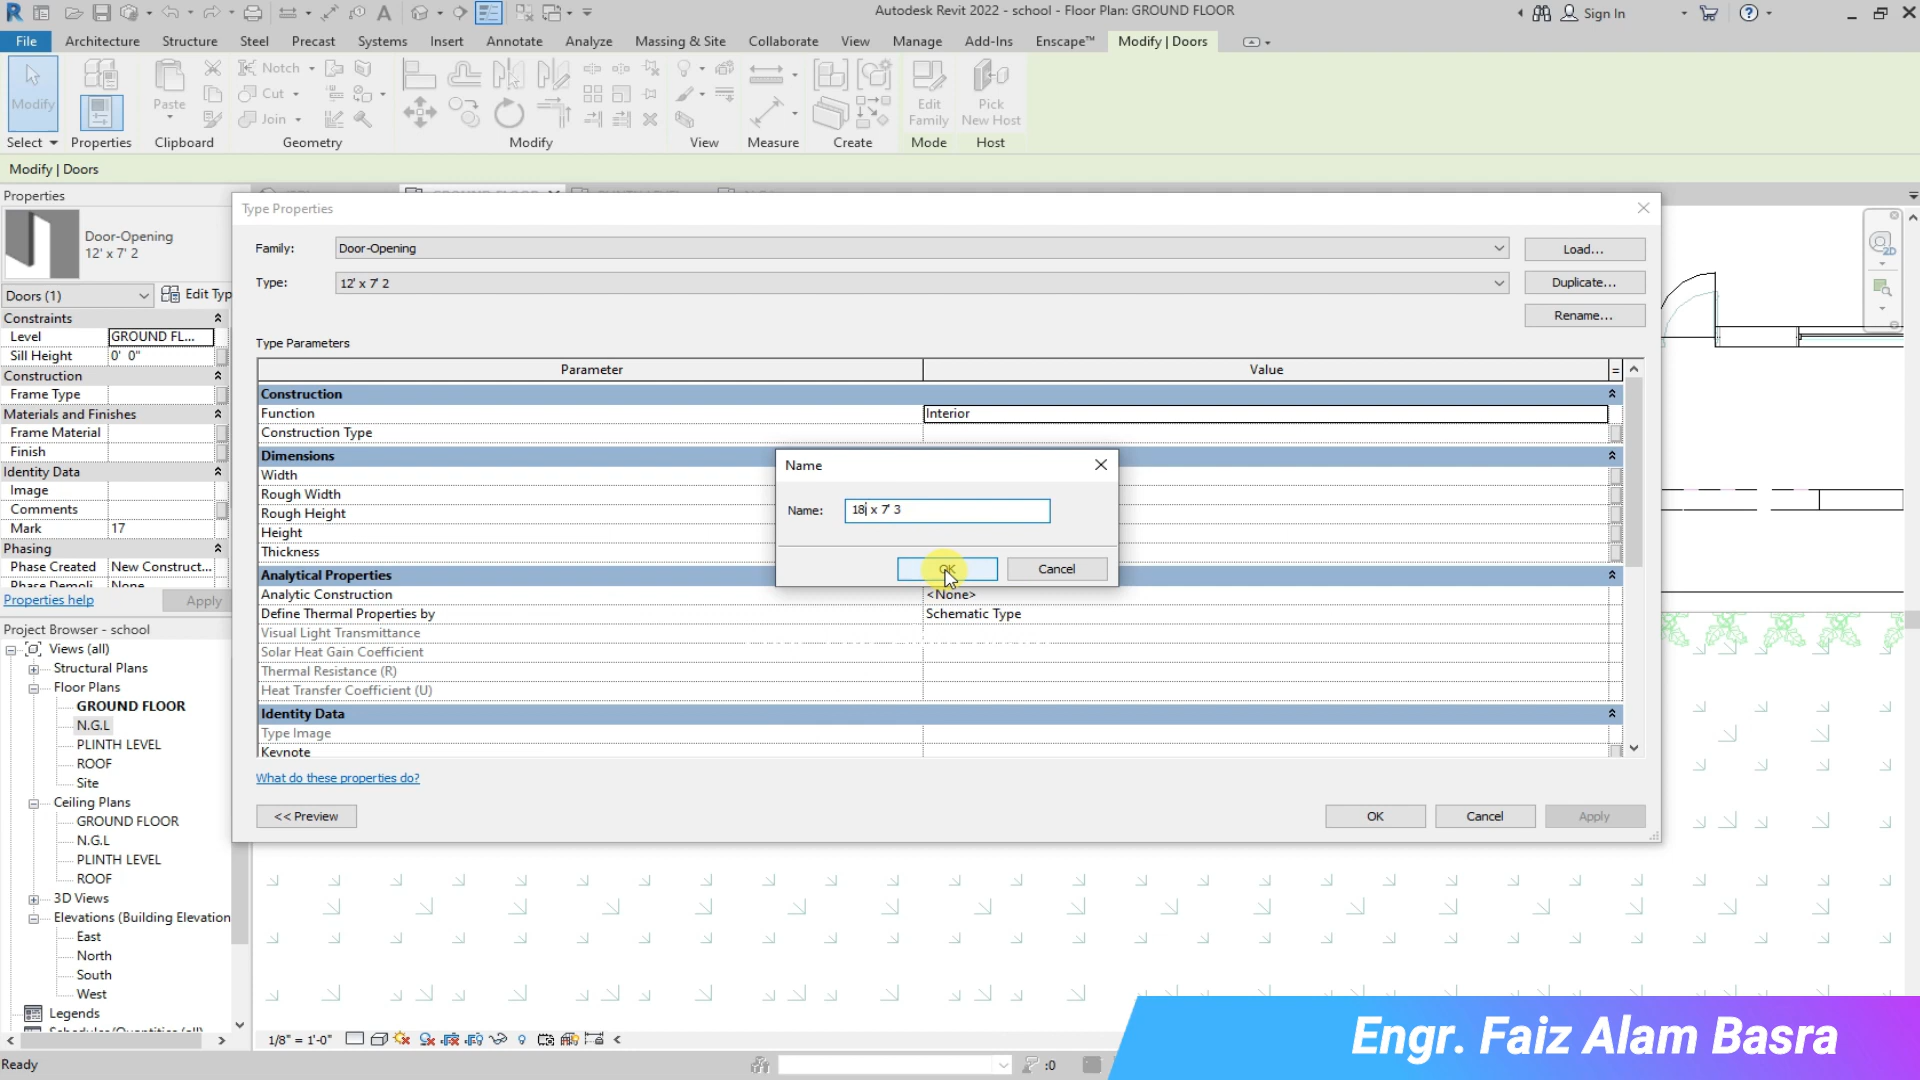 Autodesk Revit 2022 - school - Floor Plan: GROUND FLOOR
Sign In
File Architecture Structure Steel Precast Systems Insert Annotate Analyze Massing & Site Collaborate View Manage Add-Ins Enscape™ Modify | Doors
Modify
Paste
Notch
Cut
Join
Edit Family
Pick New Host
Select Properties Clipboard Geometry Modify View Measure Create Mode Host
Modify | Doors
Properties
Door-Opening
12' x 7' 2
Doors (1)
Edit Typ
Constraints
Level GROUND FL...
Sill Height 0' 0"
Construction
Frame Type
Materials and Finishes
Frame Material
Finish
Identity Data
Image
Comments
Mark 17
Phasing
Phase Created New Construct...
Phase Demoli None
Properties help Apply
Project Browser - school
Views (all)
Structural Plans
Floor Plans
GROUND FLOOR
N.G.L
PLINTH LEVEL
ROOF
Site
Ceiling Plans
GROUND FLOOR
N.G.L
PLINTH LEVEL
ROOF
3D Views
Elevations (Building Elevation
East
North
South
West
Legends
Schedules/Quantities (all)
Type Properties
Family: Door-Opening Load...
Type: 12' x 7' 2 Duplicate...
Rename...
Type Parameters
Parameter Value =
Construction
Function Interior
Construction Type
Dimensions
Width
Rough Width
Rough Height
Height
Thickness
Analytical Properties
Analytic Construction <None>
Define Thermal Properties by Schematic Type
Visual Light Transmittance
Solar Heat Gain Coefficient
Thermal Resistance (R)
Heat Transfer Coefficient (U)
Identity Data
Type Image
Keynote
What do these properties do?
<< Preview OK Cancel Apply
Name
Name: 18 x 7' 3
OK Cancel
2D
1/8" = 1'-0"
Ready
:0
Engr. Faiz Alam Basra